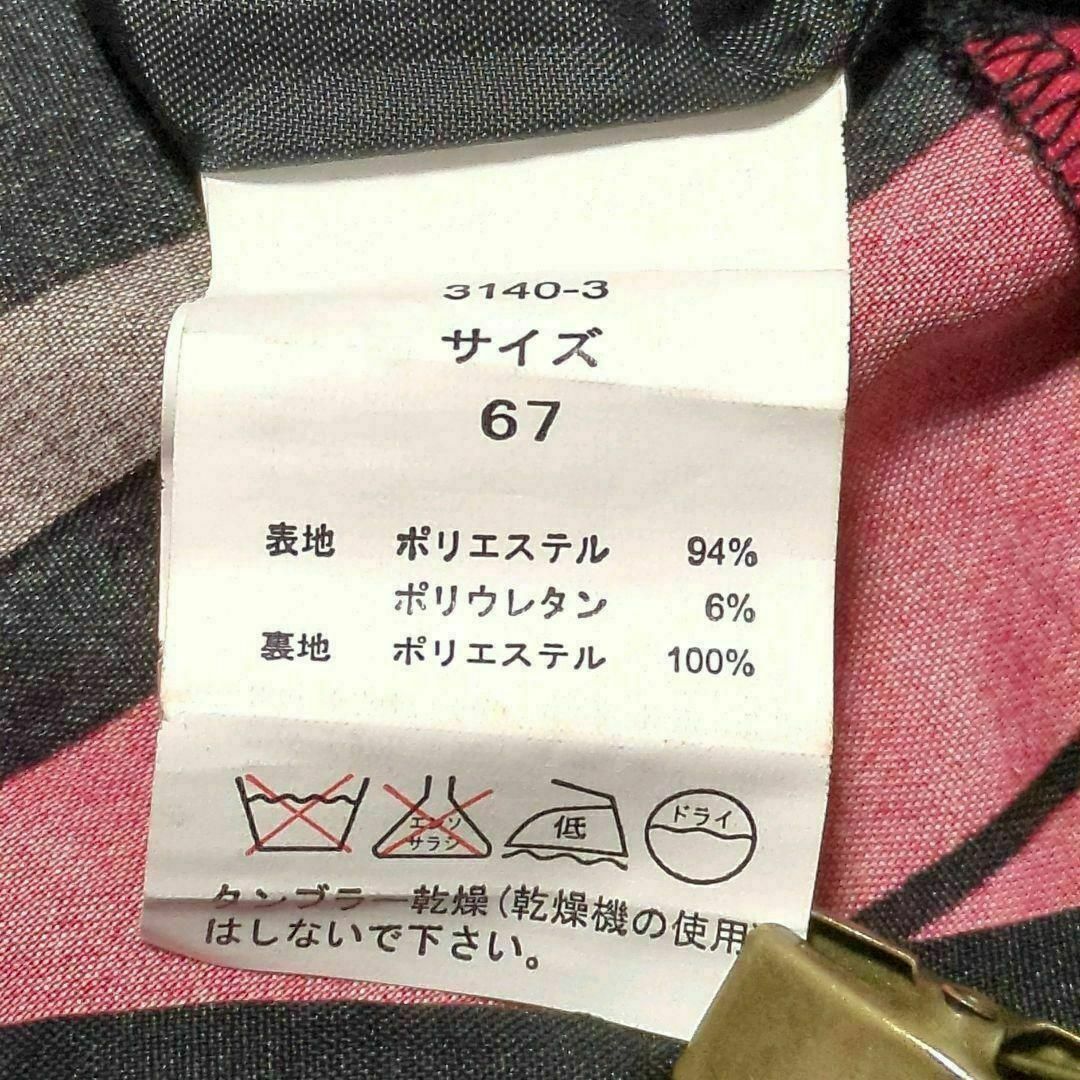 3140-3
サイズ
67
表地 ポリエステル 94%
ポリウレタン 6%
裏地 ポリエステル 100%
エンソ
サラシ
低
ドライ
タンブラー乾燥(乾燥機の使用)
はしないで下さい。